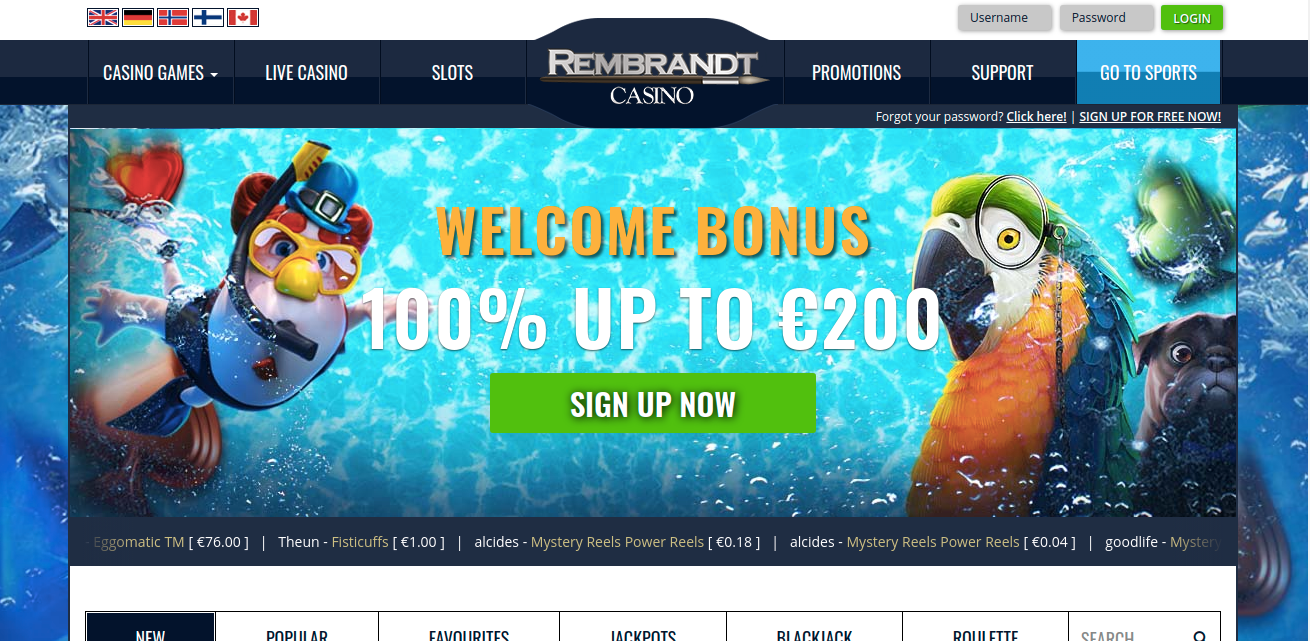 Username Password LOGIN
CASINO GAMES LIVE CASINO SLOTS REMBRANDT CASINO PROMOTIONS SUPPORT GO TO SPORTS
Forgot your password? Click here! | SIGN UP FOR FREE NOW!
WELCOME BONUS
100% UP TO €200
SIGN UP NOW
- Eggomatic TM [ €76.00 ] | Theun - Fisticuffs [ €1.00 ] | alcides - Mystery Reels Power Reels [ €0.18 ] | alcides - Mystery Reels Power Reels [ €0.04 ] | goodlife - Mystery
NEW POPULAR FAVOURITES JACKPOTS BLACKJACK ROULETTE SEARCH